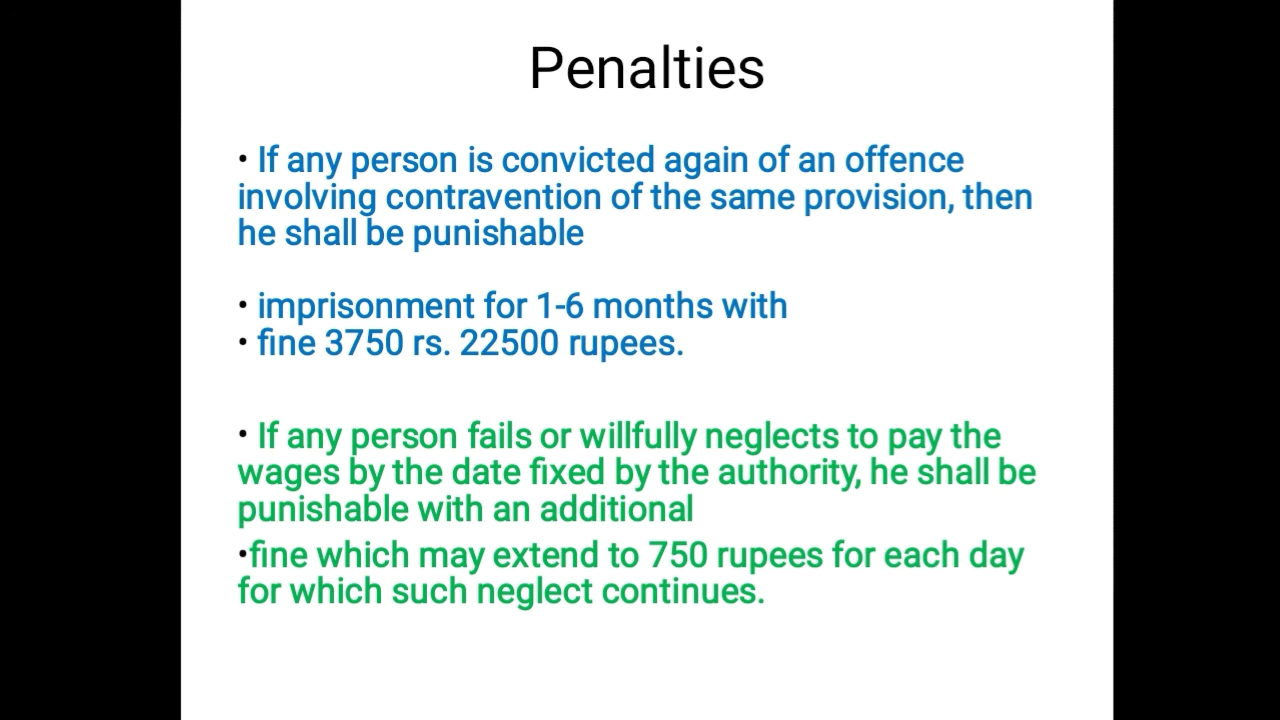 Penalties
• If any person is convicted again of an offence
involving contravention of the same provision, then
he shall be punishable
• imprisonment for 1-6 months with
• fine 3750 rs. 22500 rupees.
• If any person fails or willfully neglects to pay the
wages by the date fixed by the authority, he shall be
punishable with an additional
•fine which may extend to 750 rupees for each day
for which such neglect continues.